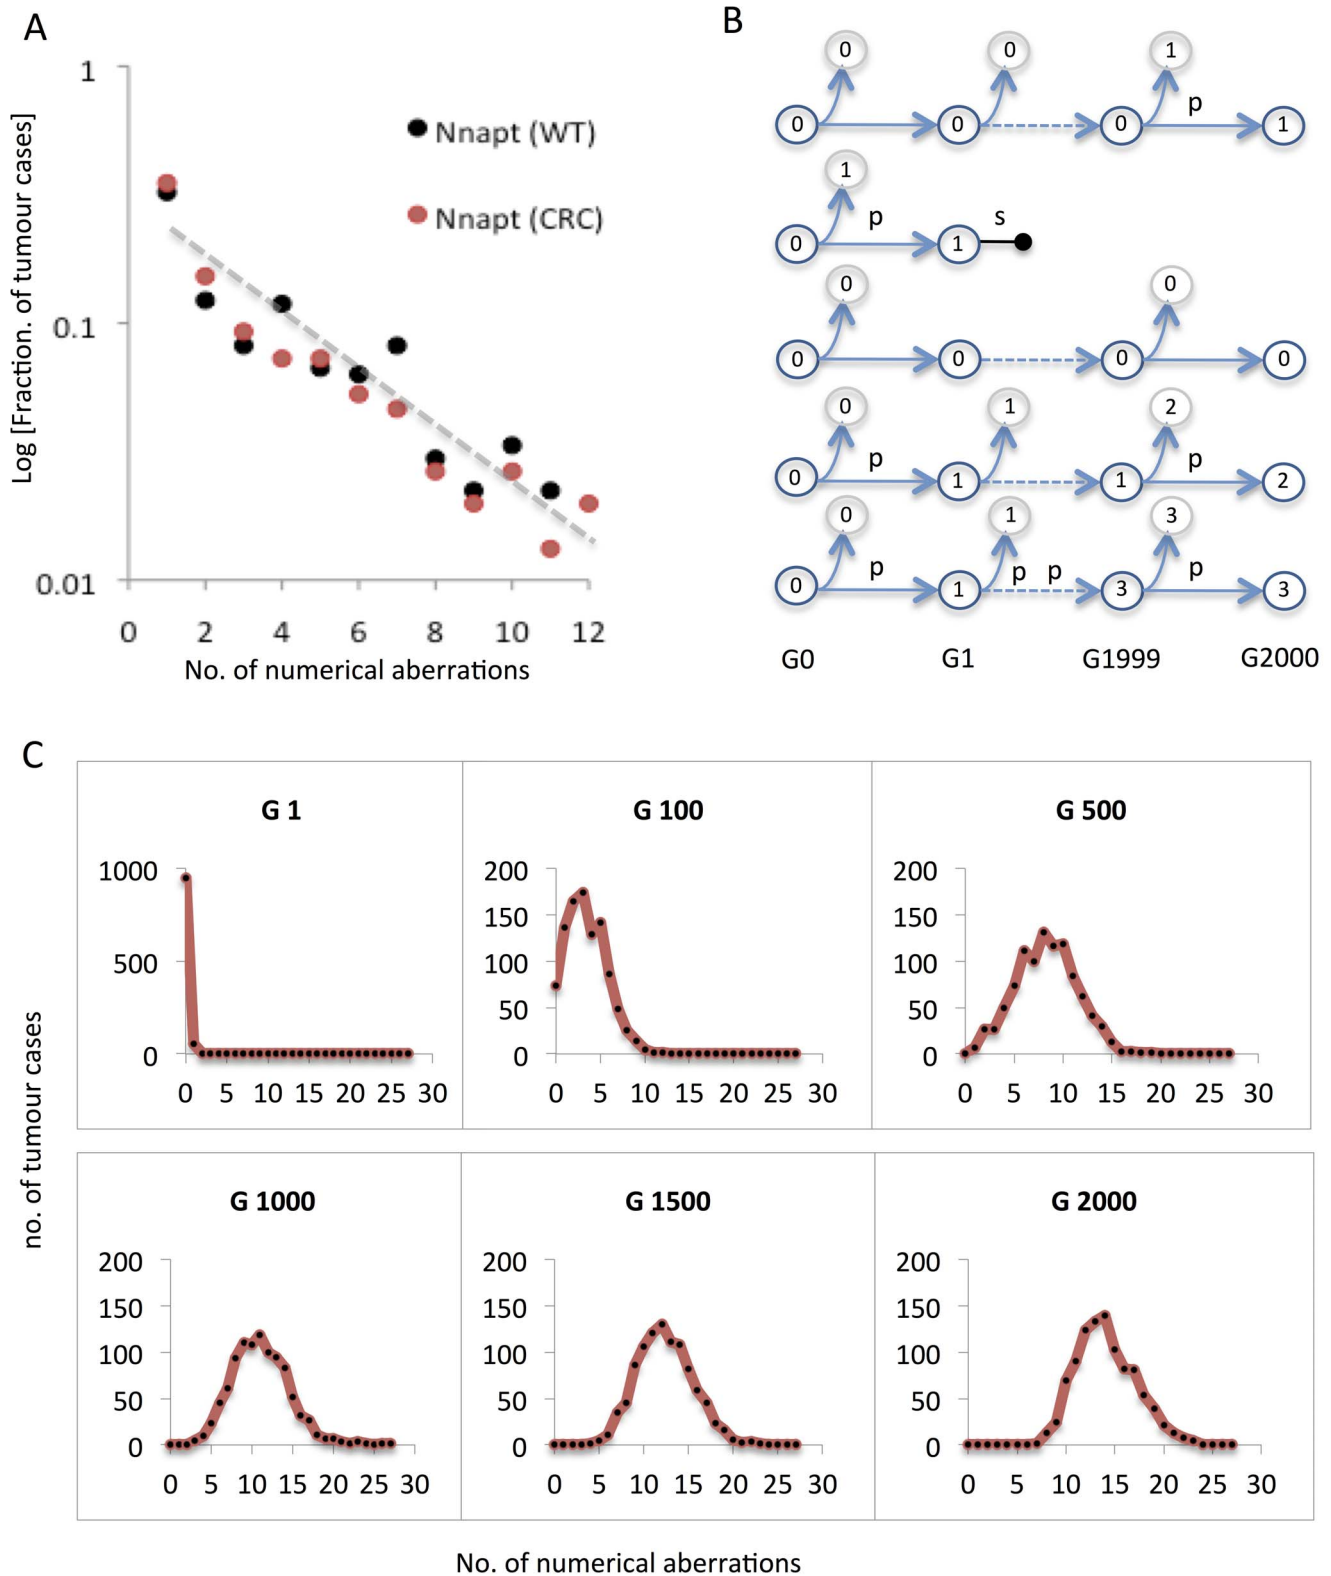 A
Log [Fraction. of tumour cases]
1
0.1
0.01
Nnapt (WT)
Nnapt (CRC)
0 2 4 6 8 10 12
No. of numerical aberrations
B
0 0 1
0 0 0 p 1
1
0 p 1 s
0 0
0 0 0 0
0 1 2
0 p 1 1 p 2
0 1 3
0 p 1 p p 3 p 3
G0 G1 G1999 G2000
C
no. of tumour cases
G 1
1000
500
0
0 5 10 15 20 25 30
G 100
200
150
100
50
0
0 5 10 15 20 25 30
G 500
200
150
100
50
0
0 5 10 15 20 25 30
G 1000
200
150
100
50
0
0 5 10 15 20 25 30
G 1500
200
150
100
50
0
0 5 10 15 20 25 30
G 2000
200
150
100
50
0
0 5 10 15 20 25 30
No. of numerical aberrations